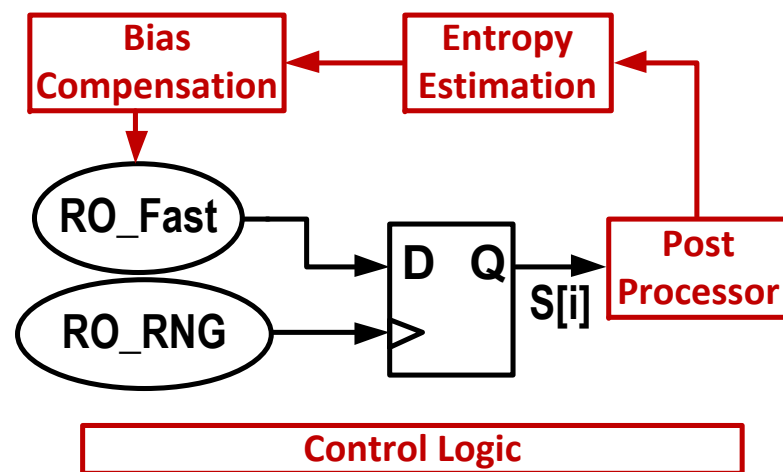 Bias
Compensation
Entropy
Estimation
RO_Fast
RO_RNG
D Q
S[i]
Post
Processor
Control Logic